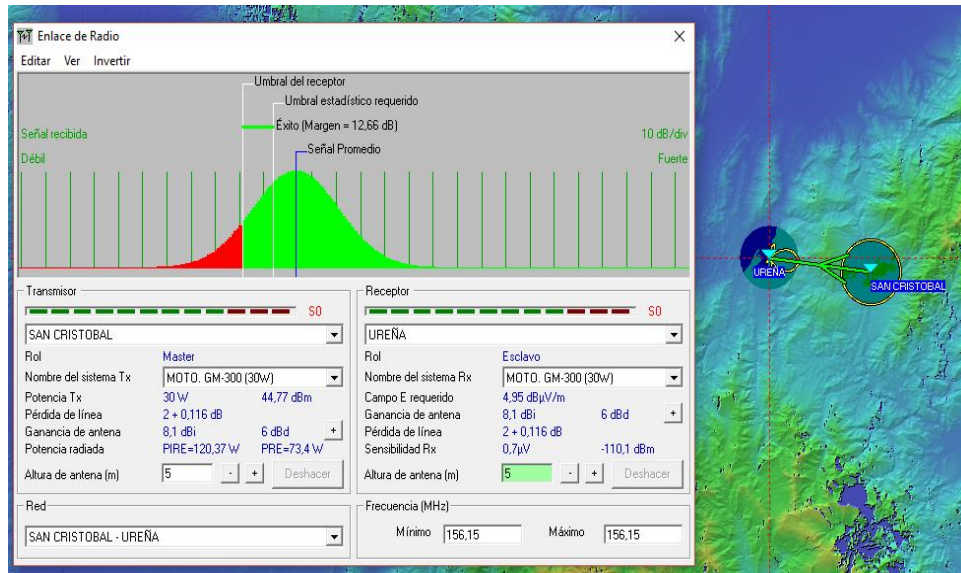 Enlace de Radio
Editar Ver Invertir
Umbral del receptor
Umbral estadístico requerido
Éxito (Margen = 12,66 dB)
Señal recibida 10 dB/div
Señal Promedio
Débil Fuerte
Transmisor
S0
SAN CRISTOBAL
Rol Master
Nombre del sistema Tx MOTO. GM-300 (30W)
Potencia Tx 30 W 44,77 dBm
Pérdida de línea 2 + 0,116 dB
Ganancia de antena 8,1 dBi 6 dBd +
Potencia radiada PIRE=120,37 W PRE=73,4 W
Altura de antena (m) 5 - + Deshacer
Receptor
S0
UREÑA
Rol Esclavo
Nombre del sistema Rx MOTO. GM-300 (30W)
Campo E requerido 4,95 dBµV/m
Ganancia de antena 8,1 dBi 6 dBd +
Pérdida de línea 2 + 0,116 dB
Sensibilidad Rx 0,7µV -110,1 dBm
Altura de antena (m) 5 - + Deshacer
Red
SAN CRISTOBAL - UREÑA
Frecuencia (MHz)
Mínimo 156,15 Máximo 156,15
UREÑA
SAN CRISTOBAL